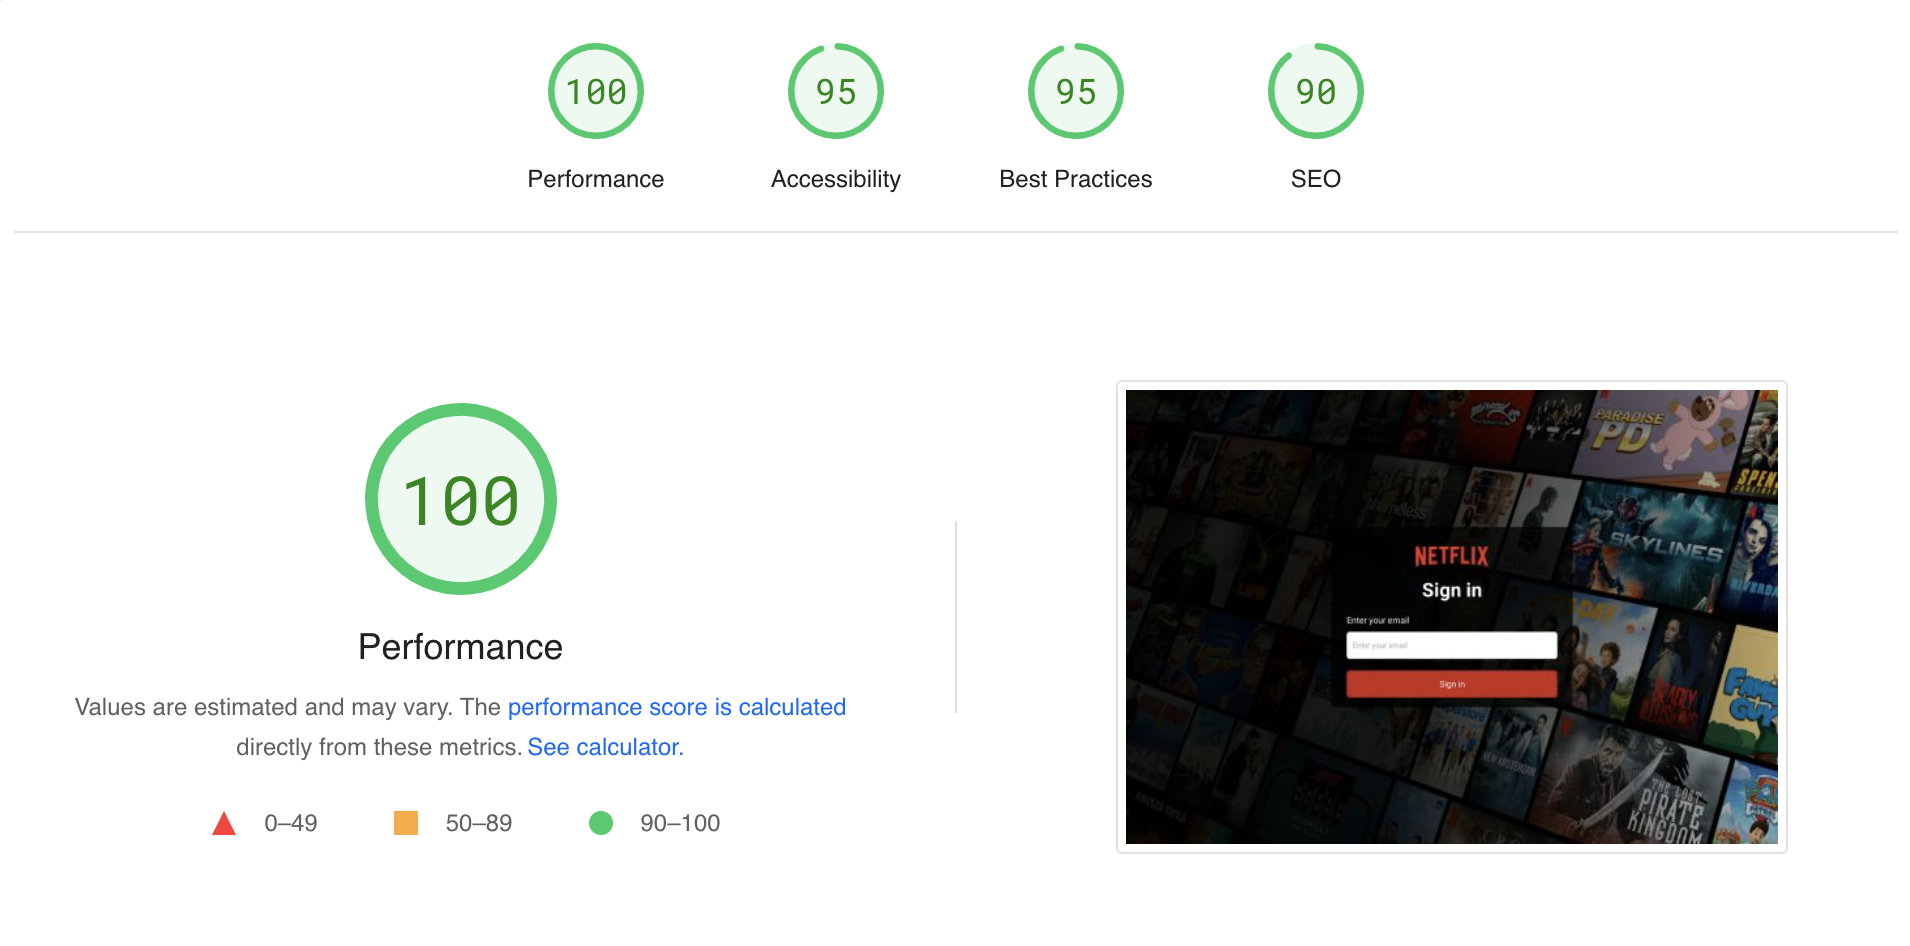 100
95
95
90
Performance
Accessibility
Best Practices
SEO
100
Performance
Values are estimated and may vary. The performance score is calculated
directly from these metrics. See calculator.
0–49
50–89
90–100
PARADISE
PD
SKYLINES
NETFLIX
Sign in
Enter your email
Enter your email
Sign in
NEW AMSTERDAM
THE LOST
PIRATE
KINGDOM